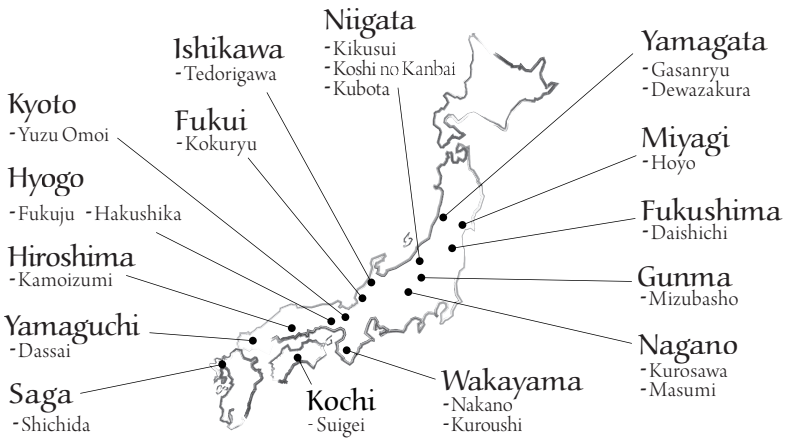 Niigata
-Kikusui
-Koshi no Kanbai
-Kubota
Ishikawa
-Tedorigawa
Yamagata
-Gasanryu
-Dewazakura
Kyoto
-Yuzu Omoi
Fukui
-Kokuryu
Miyagi
-Hoyo
Hyogo
-Fukuju -Hakushika
Fukushima
-Daishichi
Hiroshima
-Kamoizumi
Gunma
-Mizubasho
Yamaguchi
-Dassai
Nagano
-Kurosawa
-Masumi
Saga
-Shichida
Kochi
-Suigei
Wakayama
-Nakano
-Kuroushi